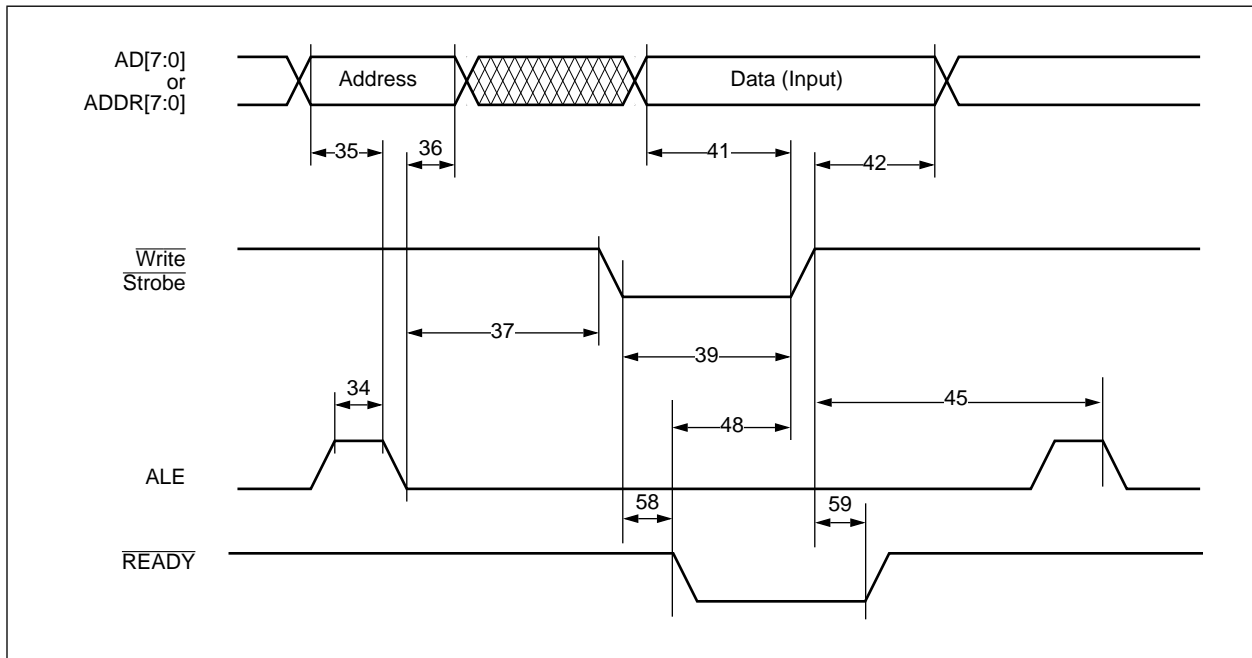 AD[7:0]
or
ADDR[7:0]
Address
Data (Input)
35
36
41
42
Write
Strobe
37
39
34
45
48
ALE
58
59
READY